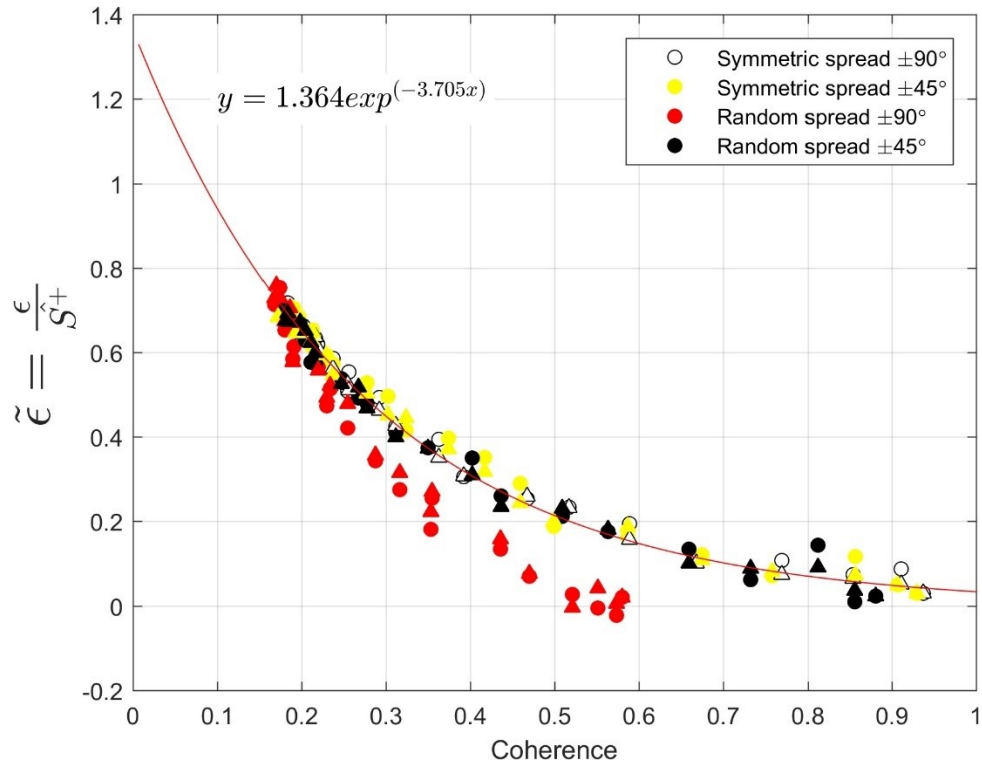 1.4
1.2
1
0.8
0.6
0.4
0.2
0
-0.2
ϵ̃ = ϵ / Ŝ⁺
y = 1.364exp^(−3.705x)
Symmetric spread ±90°
Symmetric spread ±45°
Random spread ±90°
Random spread ±45°
0 0.1 0.2 0.3 0.4 0.5 0.6 0.7 0.8 0.9 1
Coherence